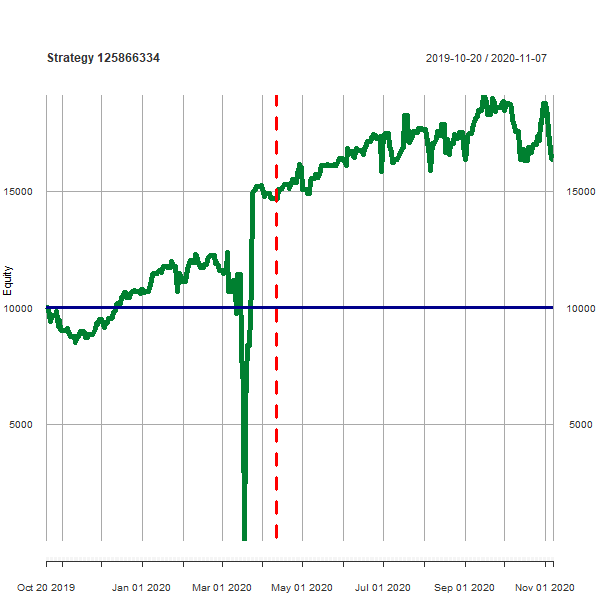 Strategy 125866334
2019-10-20 / 2020-11-07
15000
15000
Equity
10000
10000
5000
5000
Oct 20 2019
Jan 01 2020
Mar 01 2020
May 01 2020
Jul 01 2020
Sep 01 2020
Nov 01 2020